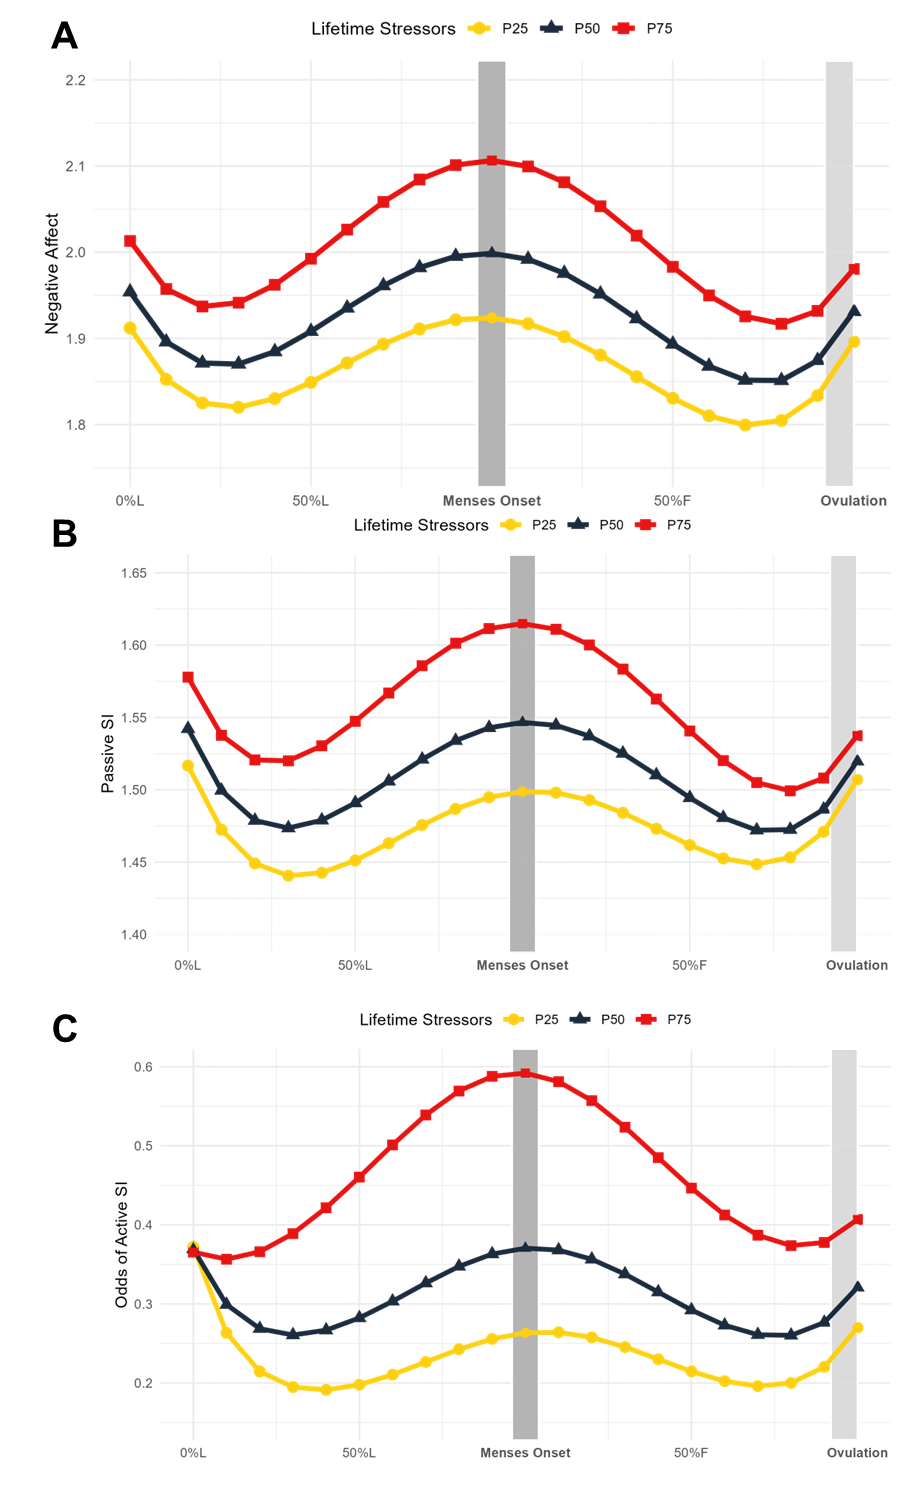 A
Lifetime Stressors P25 P50 P75
2.2
2.1
2.0
1.9
1.8
Negative Affect
0%L 50%L Menses Onset 50%F Ovulation
B
Lifetime Stressors P25 P50 P75
1.65
1.60
1.55
1.50
1.45
1.40
Passive SI
0%L 50%L Menses Onset 50%F Ovulation
C
Lifetime Stressors P25 P50 P75
0.6
0.5
0.4
0.3
0.2
Odds of Active SI
0%L 50%L Menses Onset 50%F Ovulation